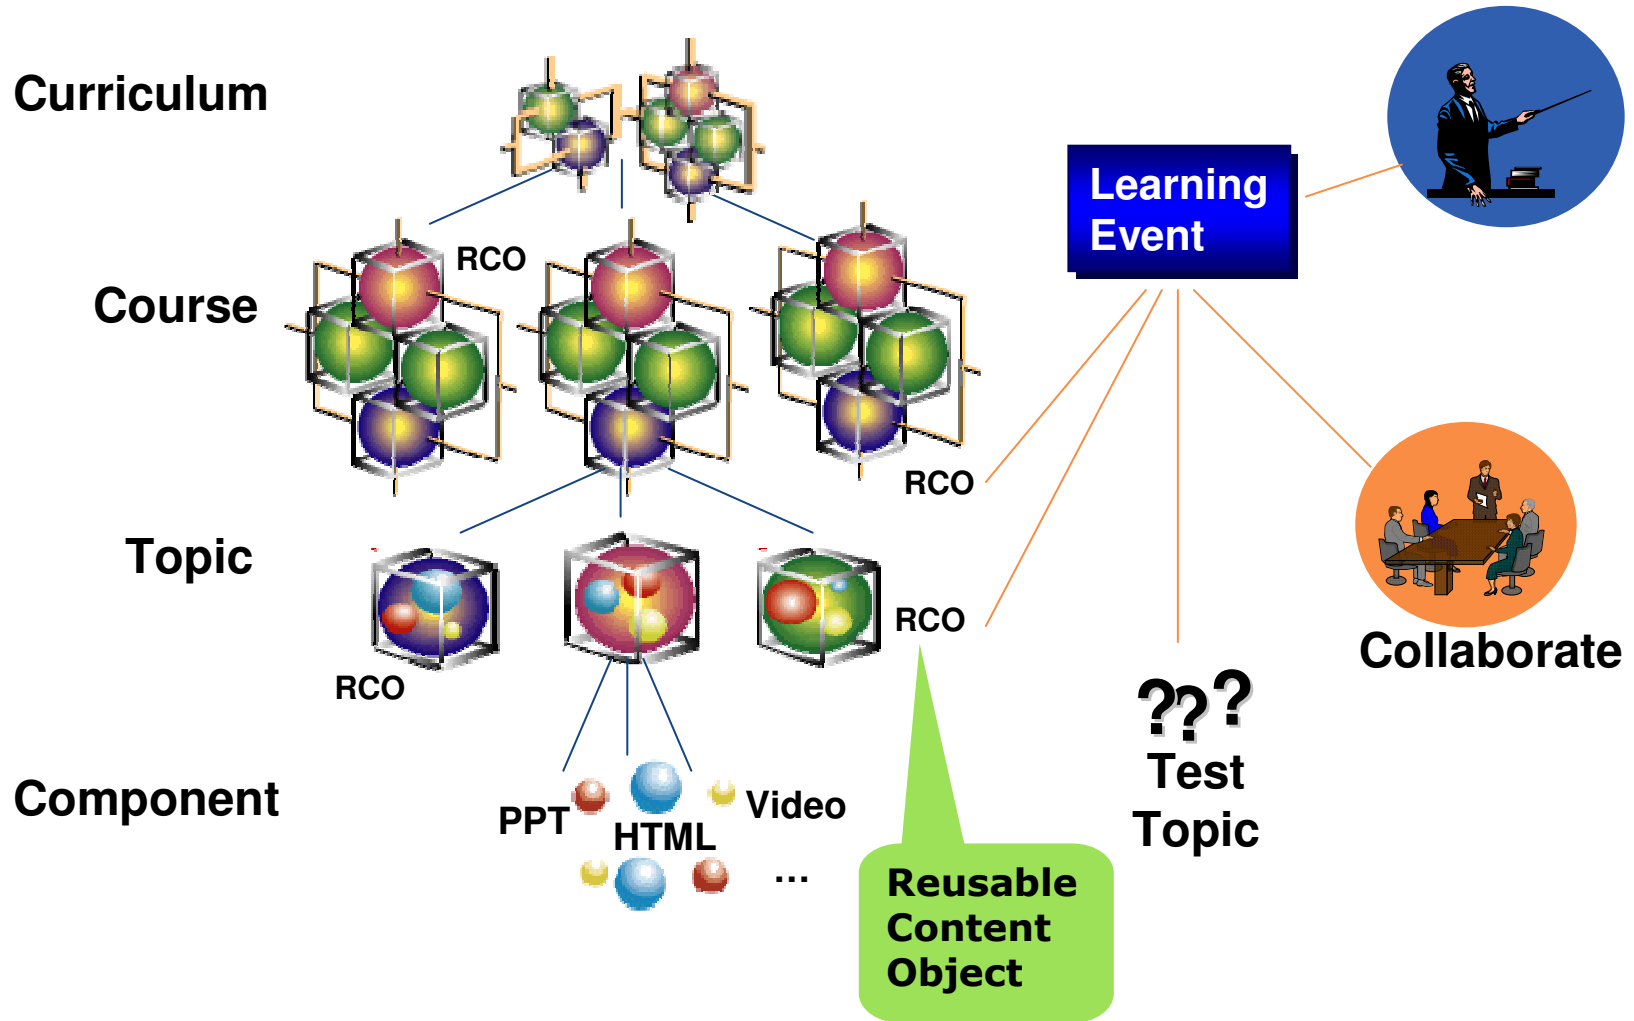 Curriculum
Learning
Event
RCO
Course
RCO
Topic
RCO
Collaborate
RCO
???
Test
Topic
Component
PPT
HTML
Video
...
Reusable
Content
Object